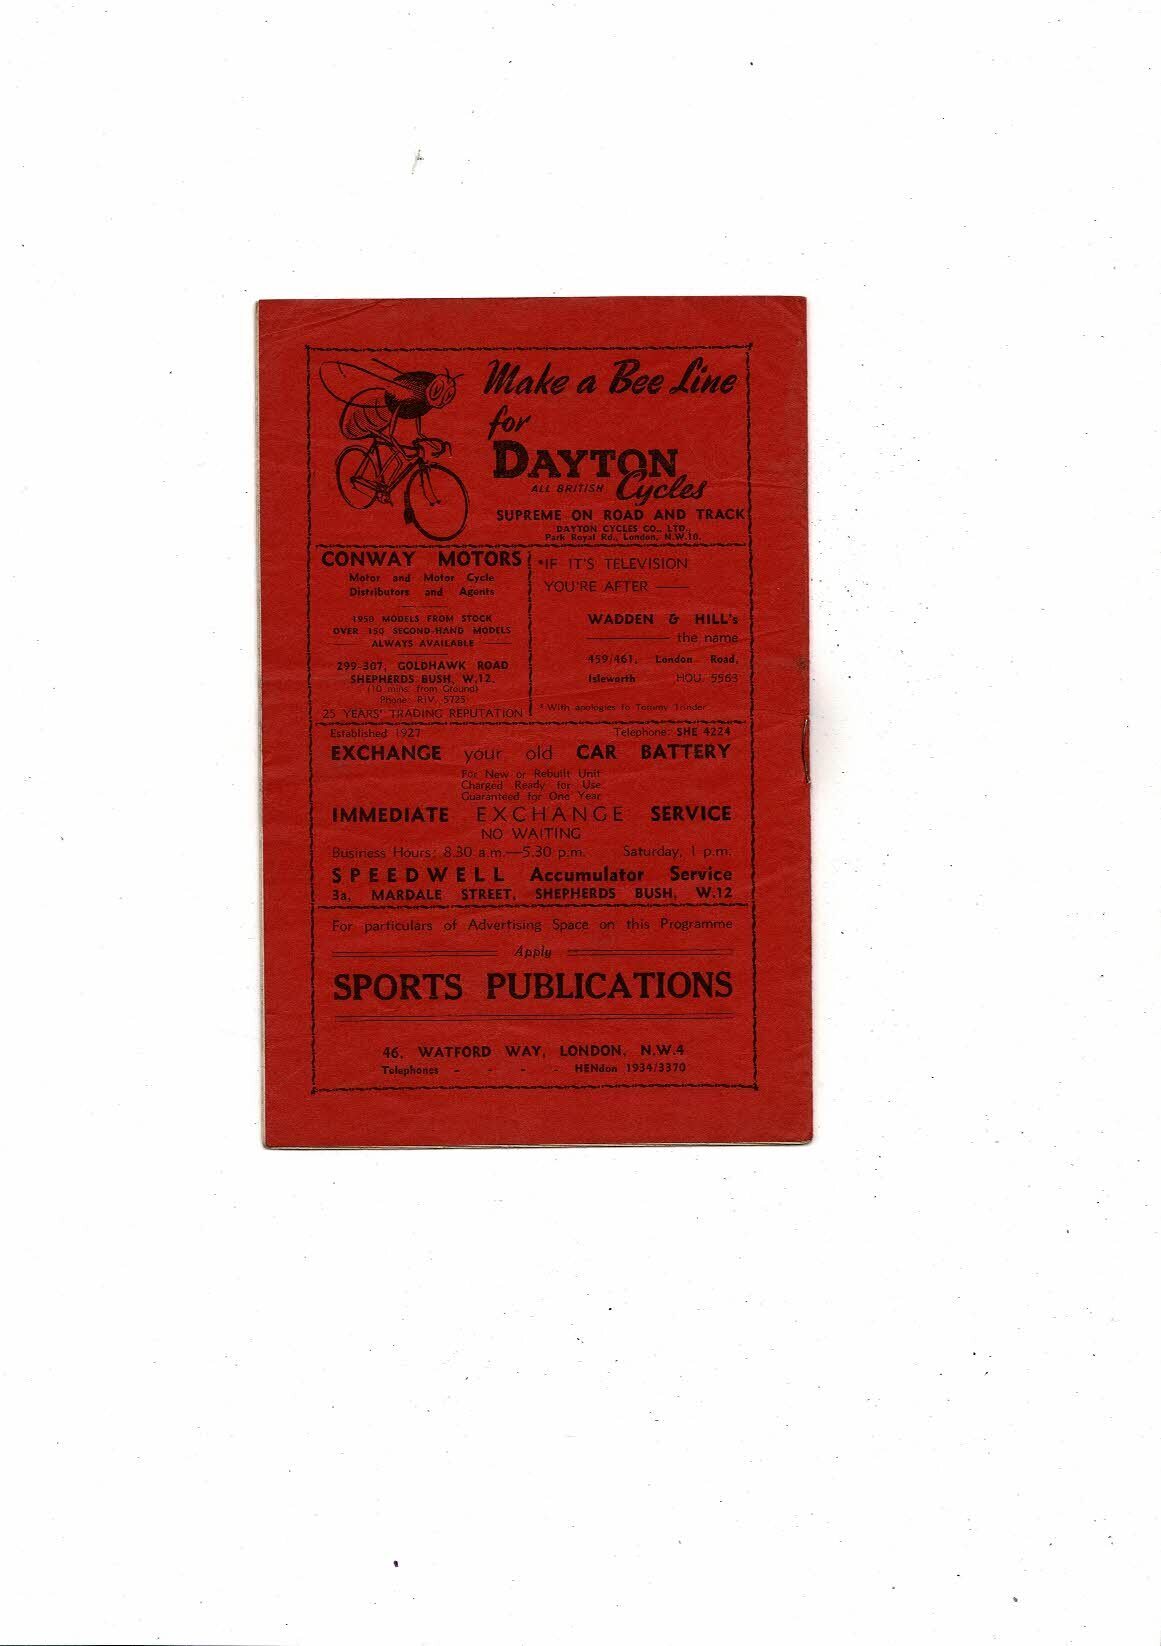 Make a Bee Line
for
DAYTON
ALL BRITISH Cycles
SUPREME ON ROAD AND TRACK
DAYTON CYCLES CO., LTD.,
Park Royal Rd., London, N.W.10.
CONWAY MOTORS
Motor and Motor Cycle
Distributors and Agents
1950 MODELS FROM STOCK
OVER 150 SECOND-HAND MODELS
ALWAYS AVAILABLE
299-307, GOLDHAWK ROAD
SHEPHERDS BUSH, W.12.
(10 mins. from Ground)
Phone: RIV. 5725
25 YEARS' TRADING REPUTATION
*IF IT'S TELEVISION
YOU'RE AFTER ——
WADDEN & HILL's
—— the name
459/461, London Road,
Isleworth HOU 5563
* With apologies to Tommy Trinder
Established 1927 Telephone: SHE 4224
EXCHANGE your old CAR BATTERY
For New or Rebuilt Unit
Charged Ready for Use
Guaranteed for One Year
IMMEDIATE EXCHANGE SERVICE
NO WAITING
Business Hours: 8.30 a.m.—5.30 p.m. Saturday, 1 p.m.
SPEEDWELL Accumulator Service
3a, MARDALE STREET, SHEPHERDS BUSH, W.12
For particulars of Advertising Space on this Programme
Apply
SPORTS PUBLICATIONS
46, WATFORD WAY, LONDON, N.W.4
Telephones - - - - HENdon 1934/3370